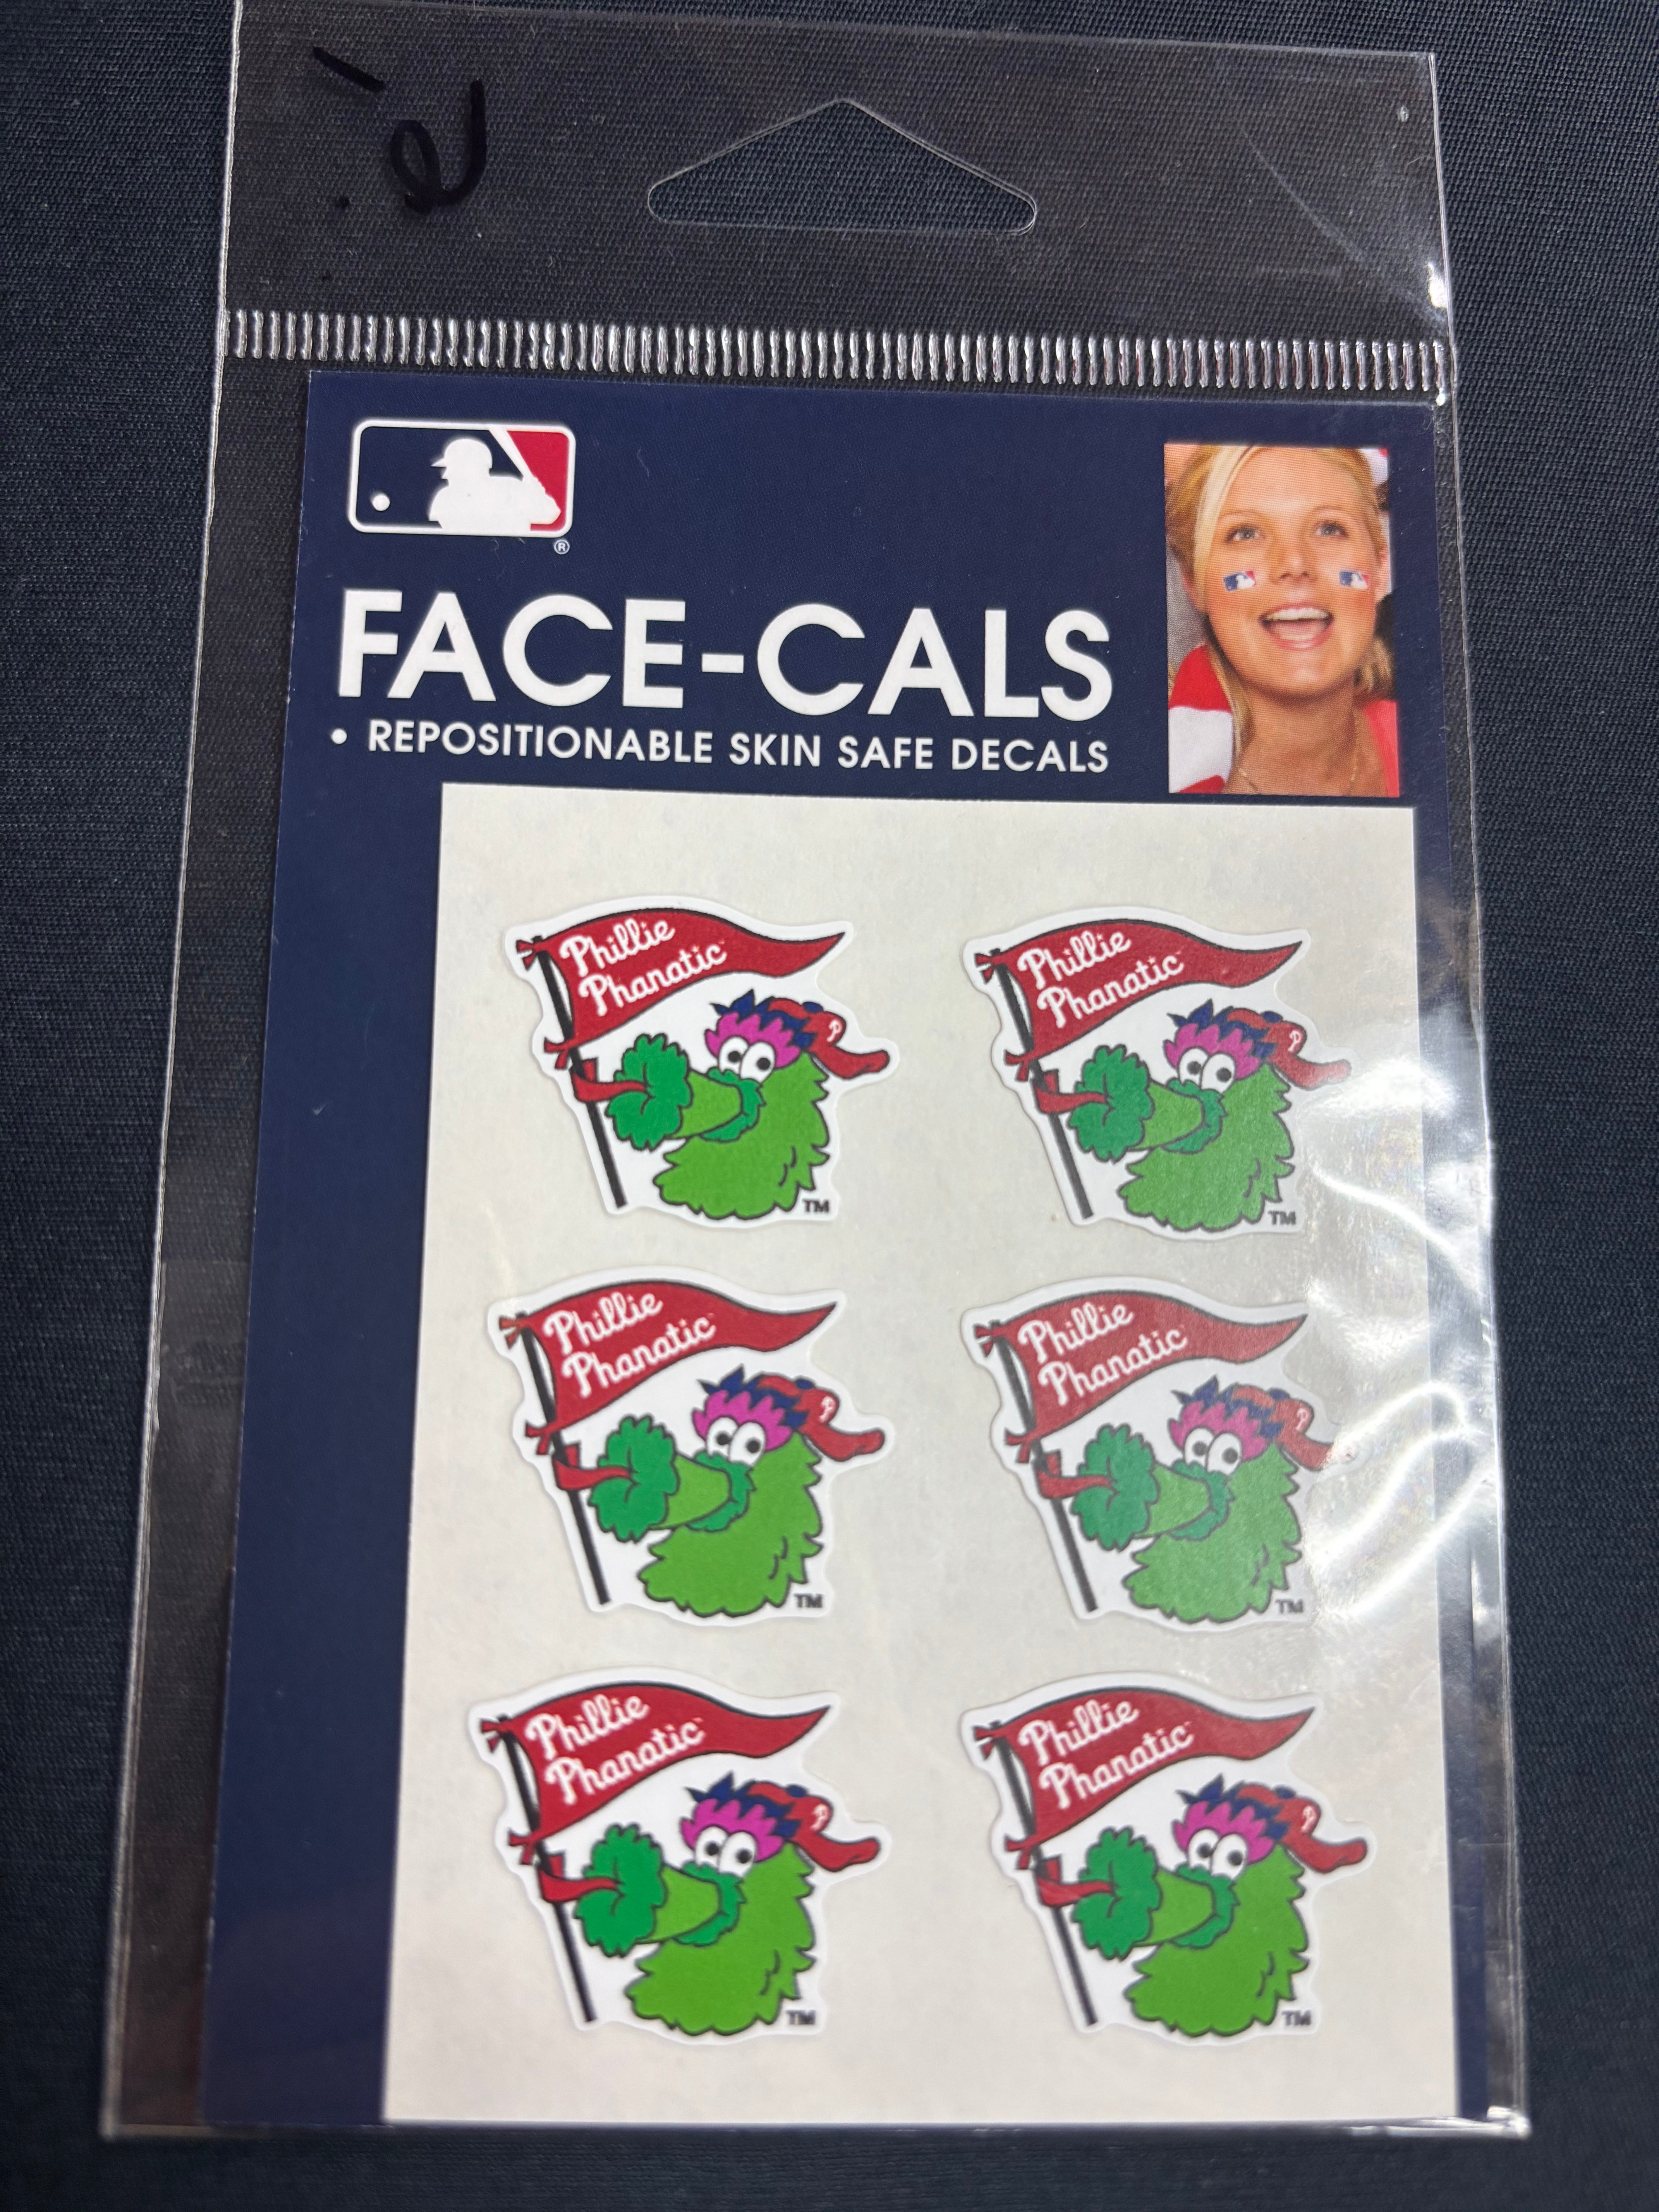 ®
FACE-CALS
• REPOSITIONABLE SKIN SAFE DECALS
Phillie
Phanatic
P
TM
Phillie
Phanatic
P
TM
Phillie
Phanatic
P
TM
Phillie
Phanatic
P
TM
Phillie
Phanatic
P
TM
Phillie
Phanatic
P
TM